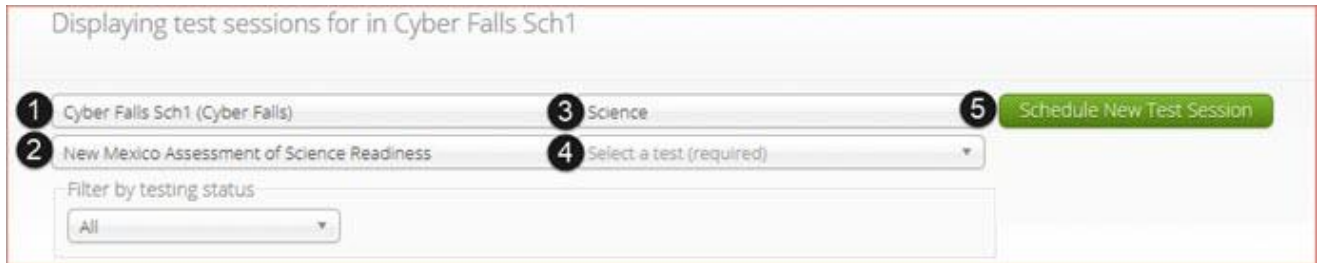 Displaying test sessions for in Cyber Falls Sch1
1 Cyber Falls Sch1 (Cyber Falls) 3 Science 5 Schedule New Test Session
2 New Mexico Assessment of Science Readiness 4 Select a test (required)
Filter by testing status
All